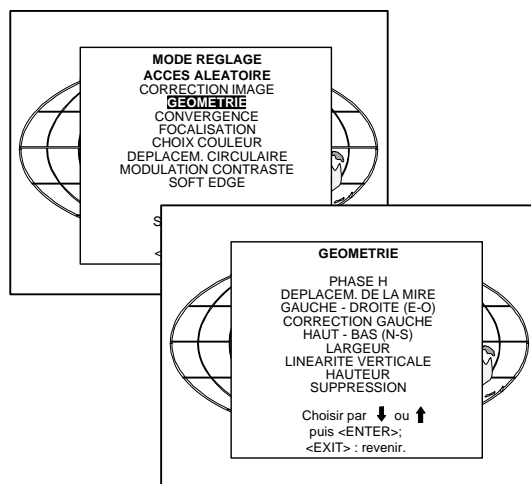 MODE REGLAGE
ACCES ALEATOIRE
CORRECTION IMAGE
GEOMETRIE
CONVERGENCE
FOCALISATION
CHOIX COULEUR
DEPLACEM. CIRCULAIRE
MODULATION CONTRASTE
SOFT EDGE
S
<
GEOMETRIE
PHASE H
DEPLACEM. DE LA MIRE
GAUCHE - DROITE (E-O)
CORRECTION GAUCHE
HAUT - BAS (N-S)
LARGEUR
LINEARITE VERTICALE
HAUTEUR
SUPPRESSION
Choisir par ⬇ ou ⬆
puis <ENTER>;
<EXIT> : revenir.